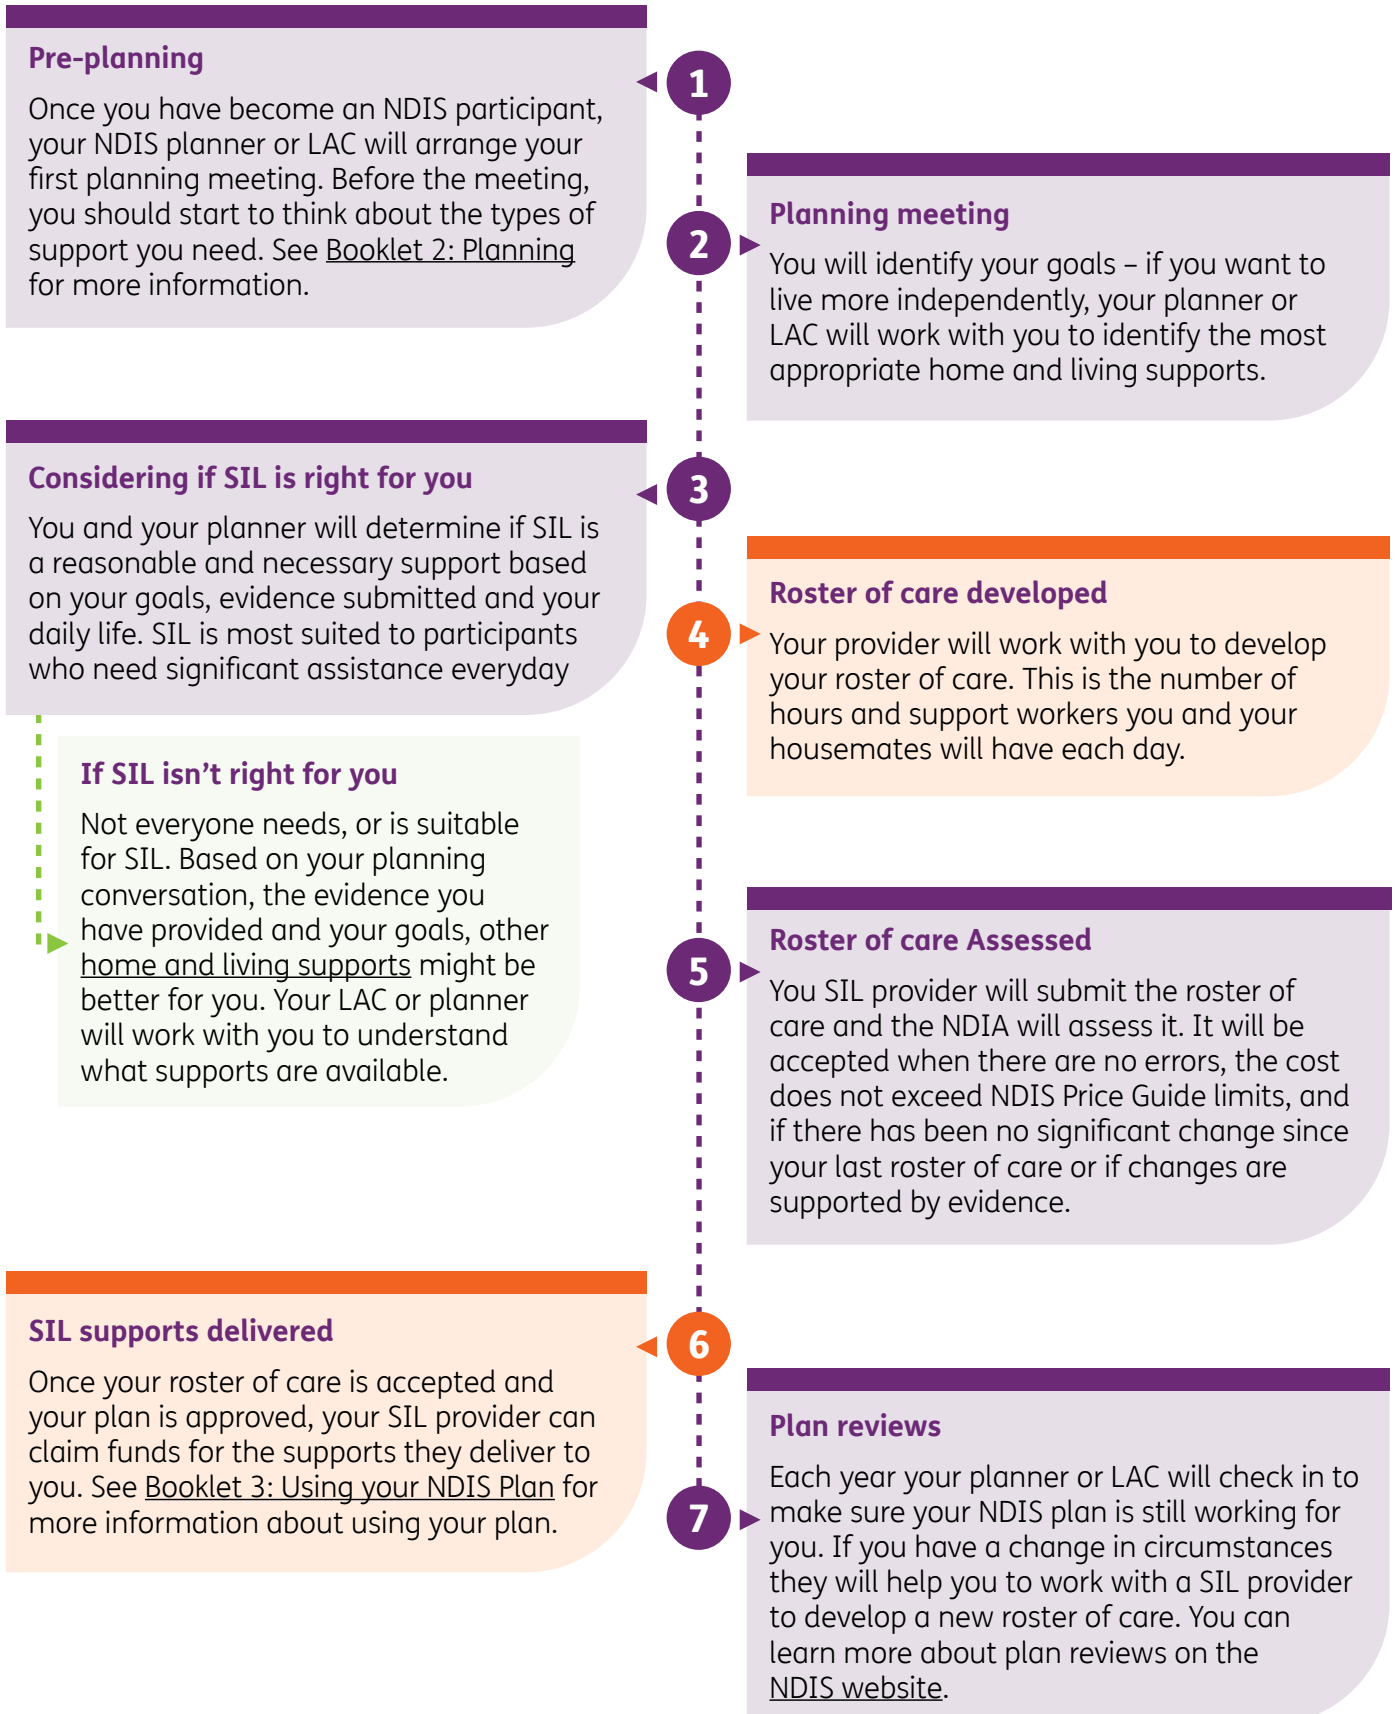 Pre-planning
Once you have become an NDIS participant,
your NDIS planner or LAC will arrange your
first planning meeting. Before the meeting,
you should start to think about the types of
support you need. See Booklet 2: Planning
for more information.
1
2
Planning meeting
You will identify your goals – if you want to
live more independently, your planner or
LAC will work with you to identify the most
appropriate home and living supports.
Considering if SIL is right for you
You and your planner will determine if SIL is
a reasonable and necessary support based
on your goals, evidence submitted and your
daily life. SIL is most suited to participants
who need significant assistance everyday
3
If SIL isn't right for you
Not everyone needs, or is suitable
for SIL. Based on your planning
conversation, the evidence you
have provided and your goals, other
home and living supports might be
better for you. Your LAC or planner
will work with you to understand
what supports are available.
4
Roster of care developed
Your provider will work with you to develop
your roster of care. This is the number of
hours and support workers you and your
housemates will have each day.
5
Roster of care Assessed
You SIL provider will submit the roster of
care and the NDIA will assess it. It will be
accepted when there are no errors, the cost
does not exceed NDIS Price Guide limits, and
if there has been no significant change since
your last roster of care or if changes are
supported by evidence.
SIL supports delivered
Once your roster of care is accepted and
your plan is approved, your SIL provider can
claim funds for the supports they deliver to
you. See Booklet 3: Using your NDIS Plan for
more information about using your plan.
6
7
Plan reviews
Each year your planner or LAC will check in to
make sure your NDIS plan is still working for
you. If you have a change in circumstances
they will help you to work with a SIL provider
to develop a new roster of care. You can
learn more about plan reviews on the
NDIS website.